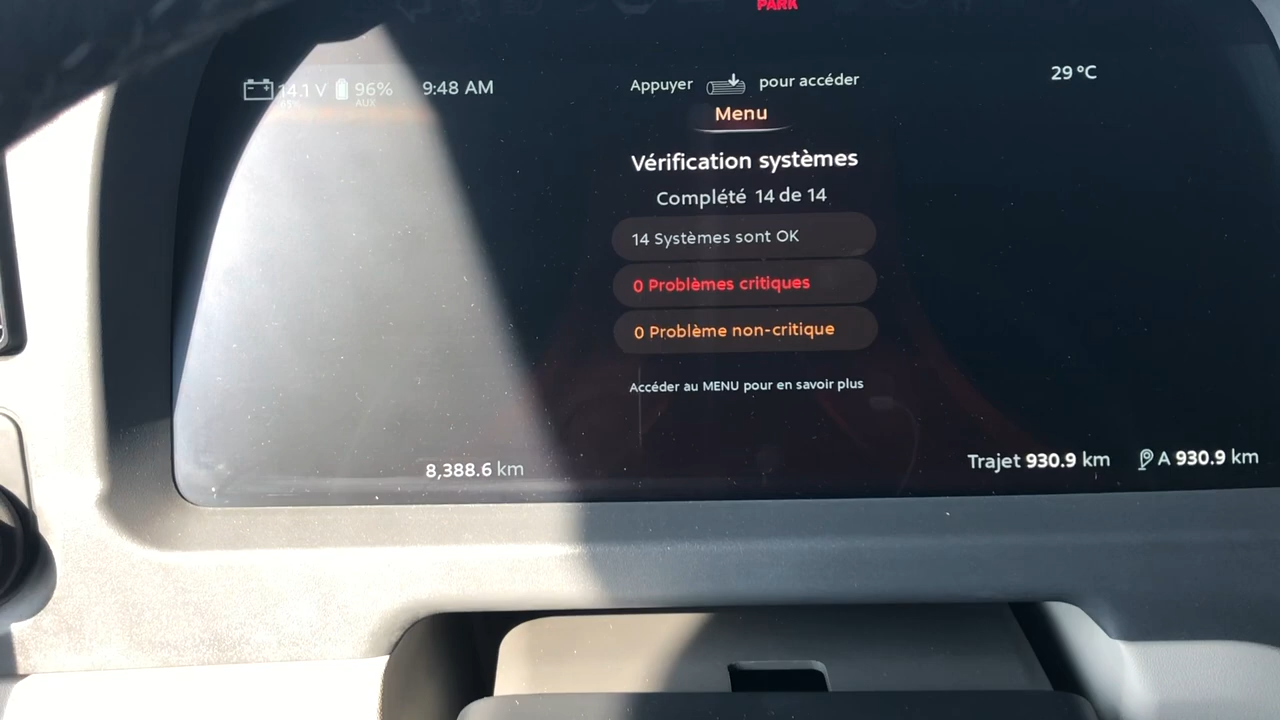 PARK
14.1 V 96% 9:48 AM
AUX
Appuyer pour accéder
29 °C
Menu
Vérification systèmes
Complété 14 de 14
14 Systèmes sont OK
0 Problèmes critiques
0 Problème non-critique
Accéder au MENU pour en savoir plus
8,388.6 km
Trajet 930.9 km A 930.9 km